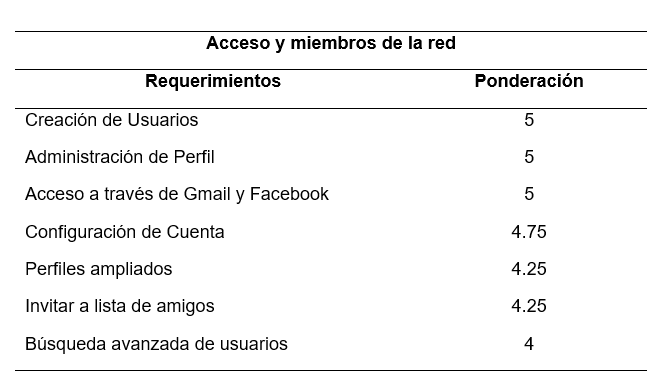 Acceso y miembros de la red
Requerimientos Ponderación
Creación de Usuarios 5
Administración de Perfil 5
Acceso a través de Gmail y Facebook 5
Configuración de Cuenta 4.75
Perfiles ampliados 4.25
Invitar a lista de amigos 4.25
Búsqueda avanzada de usuarios 4